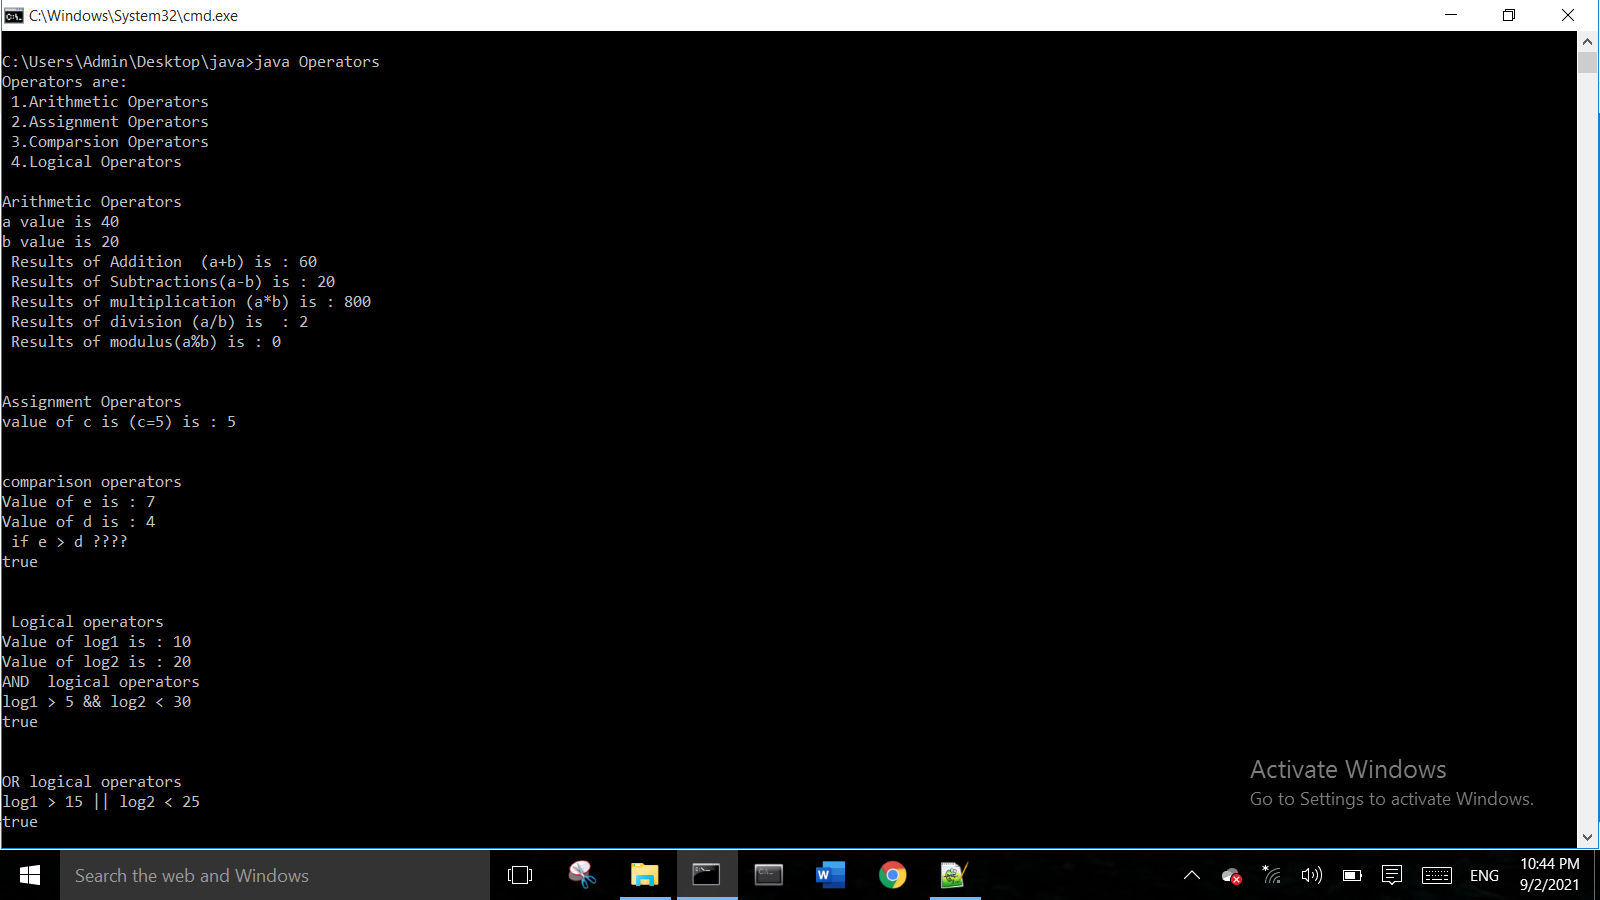 C:\Windows\System32\cmd.exe
C:\Users\Admin\Desktop\java>java Operators
Operators are:
 1.Arithmetic Operators
 2.Assignment Operators
 3.Comparsion Operators
 4.Logical Operators
Arithmetic Operators
a value is 40
b value is 20
 Results of Addition  (a+b) is : 60
 Results of Subtractions(a-b) is : 20
 Results of multiplication (a*b) is : 800
 Results of division (a/b) is  : 2
 Results of modulus(a%b) is : 0
Assignment Operators
value of c is (c=5) is : 5
comparison operators
Value of e is : 7
Value of d is : 4
 if e > d ????
true
 Logical operators
Value of log1 is : 10
Value of log2 is : 20
AND  logical operators
log1 > 5 && log2 < 30
true
OR logical operators
log1 > 15 || log2 < 25
true
Activate Windows
Go to Settings to activate Windows.
Search the web and Windows
ENG
10:44 PM
9/2/2021